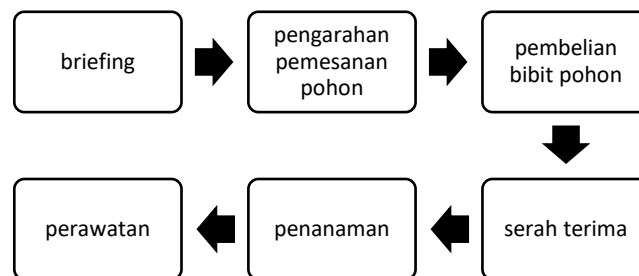 briefing
pengarahan
pemesanan
pohon
pembelian
bibit pohon
serah terima
penanaman
perawatan